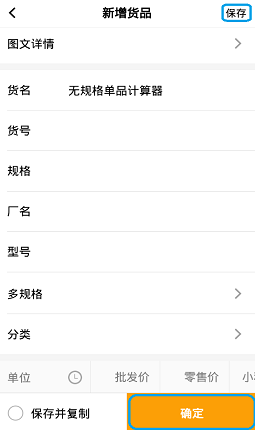 新增货品 保存
图文详情
货名 无规格单品计算器
货号
规格
厂名
型号
多规格
分类
单位 批发价 零售价
保存并复制 确定